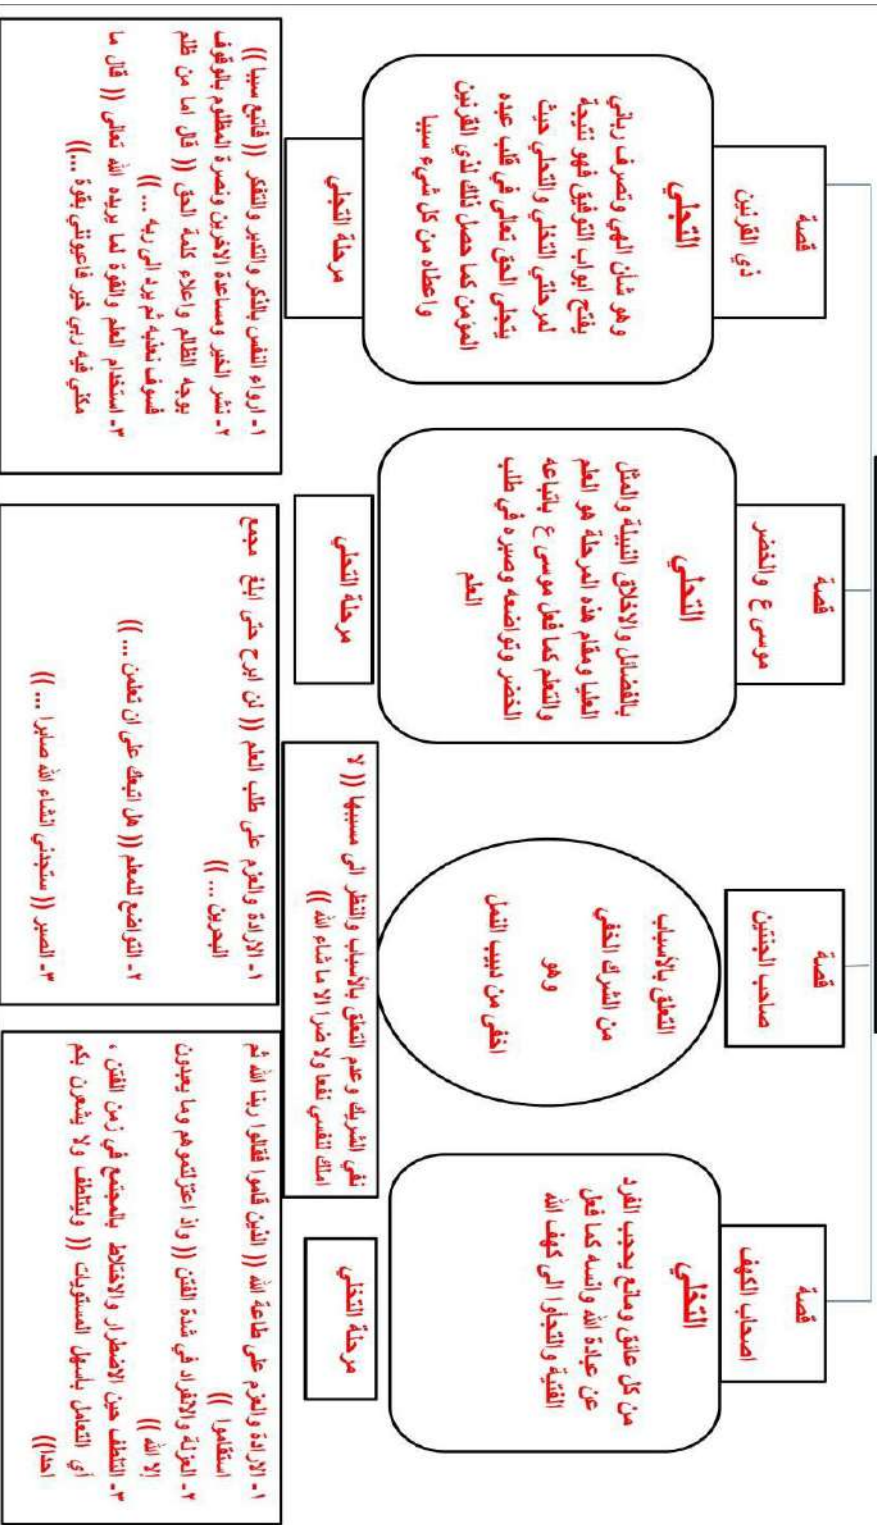 قصة
اصحاب الكهف
التخلي
من كل عائق ومانع يحجب الفرد
عن عبادة الله وانسه كما فعل
الفتية والتجأوا الى كهف الله
مرحلة التخلي
١- الارادة والعزم على طاعة الله (( الذين قاموا فقالوا ربنا الله ثم
استقاموا ))
٢- العزلة والانفراد في شدة الفتن (( واذ اعتزلتموهم وما يعبدون
إلا الله ))
٣- التلطف حين الاضطرار والاختلاط بالمجتمع في زمن الفتن ،
أي التعامل بأسهل المستويات (( وليتلطف ولا يشعرن بكم
احدا))
قصة
صاحب الجنتين
التعلق بالأسباب
من الشرك الخفي
وهو
اخفى من دبيب النمل
نفي الشريك وعدم التعلق بالأسباب والنظر الى مسببها (( لا
املك لنفسي نفعا ولا ضرا الا ما شاء الله ))
قصة
موسى ع والخضر
التحلي
بالفضائل والاخلاق النبيلة والمثل
العليا ومقام هذه المرحلة هو العلم
والتعلم كما فعل موسى ع باتباعه
الخضر وتواضعه وصبره في طلب
العلم
مرحلة التحلي
١- الارادة والعزم على طلب العلم (( لن ابرح حتى ابلغ مجمع
البحرين ... ))
٢- التواضع للمعلم (( هل اتبعك على ان تعلمن ... ))
٣- الصبر (( ستجدني انشاء الله صابرا ... ))
قصة
ذي القرنين
التجلي
وهو شأن الهي وتصرف رباني
يفتح ابواب التوفيق فهو نتيجة
لمرحلتي التخلي والتحلي حيث
يتجلى الحق تعالى في قلب عبده
المؤمن كما حصل ذلك لذي القرنين
واعطاه من كل شيء سببا
مرحلة التجلي
١- ارواء النفس بالذكر والتدبر والتفكر (( فاتبع سببا ))
٢- نشر الخير ومساعدة الاخرين ونصرة المظلوم بالوقوف
بوجه الظالم واعلاء كلمة الحق (( قال اما من ظلم
فسوف نعذبه ثم يرد الى ربه ... ))
٣- استخدام العلم والقوة لما يريده الله تعالى (( قال ما
مكني فيه ربي خير فاعينوني بقوة ...))